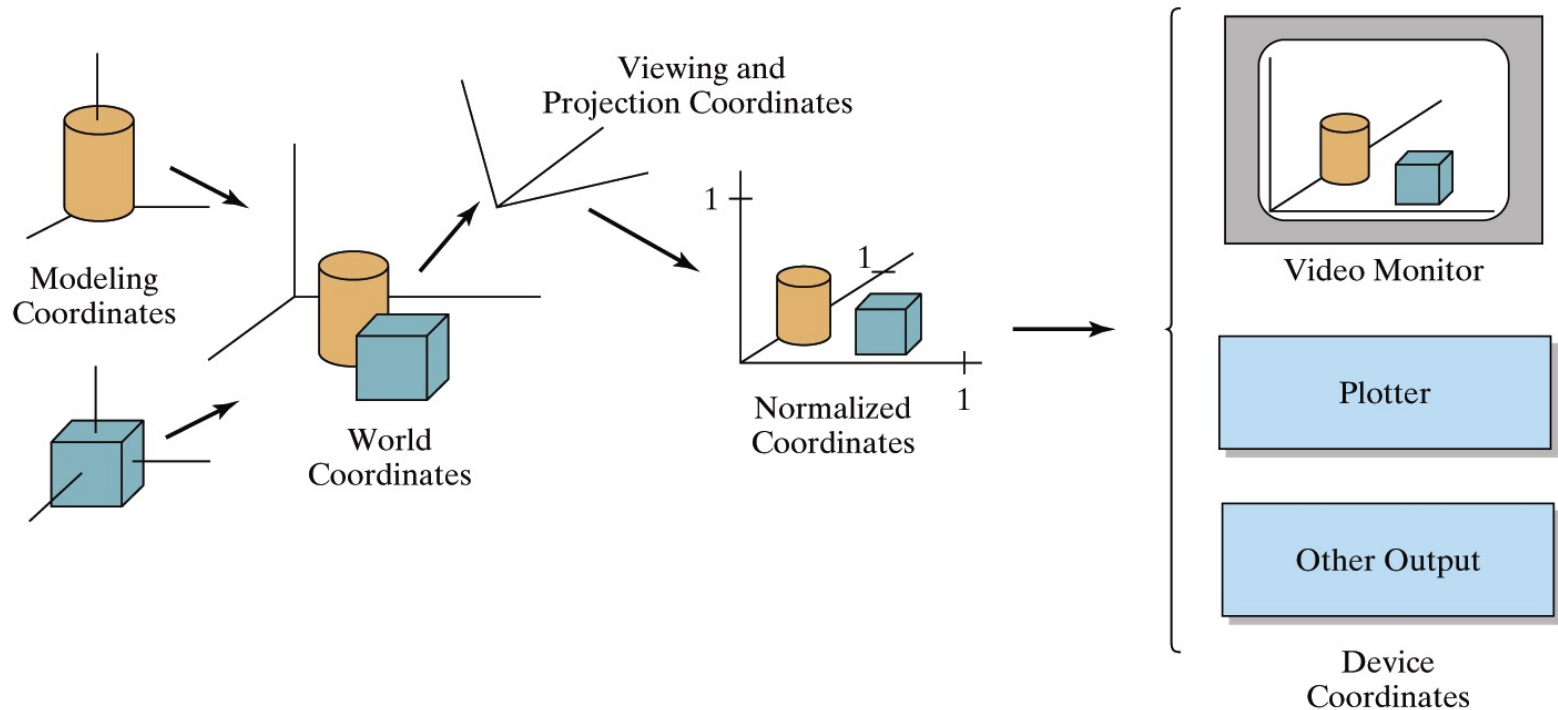 Modeling
Coordinates
World
Coordinates
Viewing and
Projection Coordinates
1
1
1
Normalized
Coordinates
Video Monitor
Plotter
Other Output
Device
Coordinates